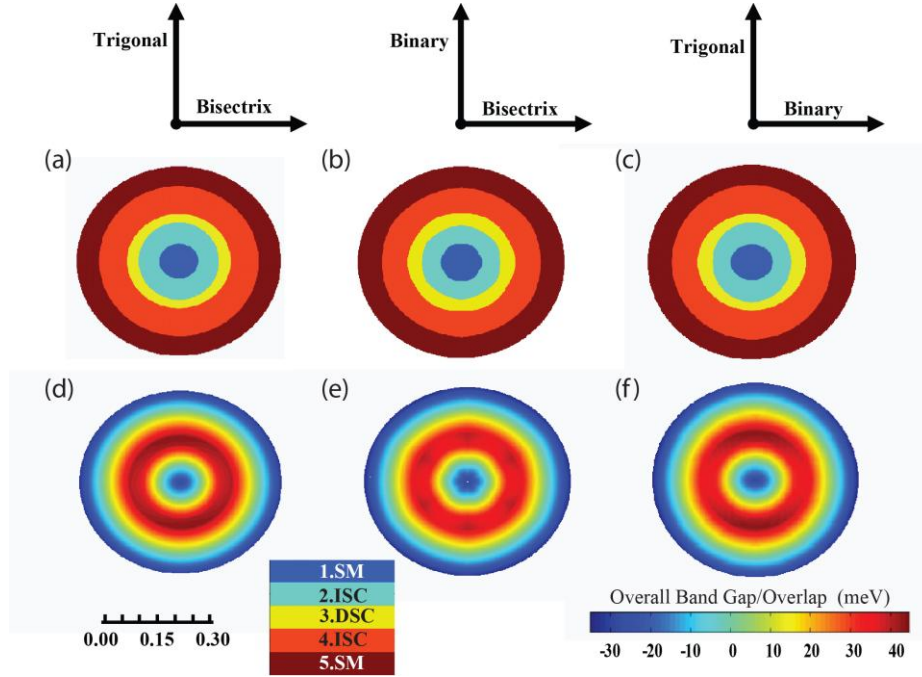 Trigonal
Bisectrix
Binary
Bisectrix
Trigonal
Binary
(a)
(b)
(c)
(d)
(e)
(f)
1.SM
2.ISC
3.DSC
4.ISC
5.SM
0.00 0.15 0.30
Overall Band Gap/Overlap (meV)
-30 -20 -10 0 10 20 30 40